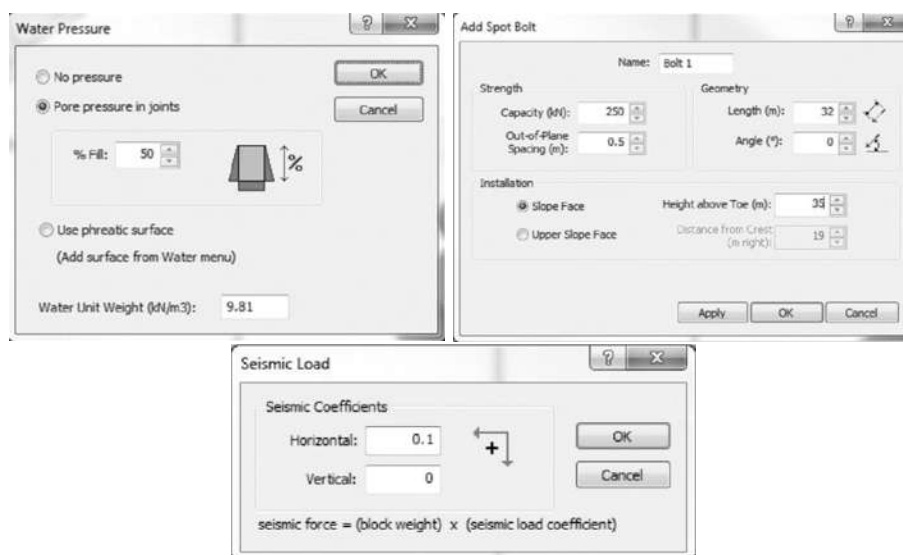 Water Pressure
No pressure
Pore pressure in joints
% Fill: 50
%
Use phreatic surface
(Add surface from Water menu)
Water Unit Weight (kN/m3): 9.81
OK
Cancel
Add Spot Bolt
Name: Bolt 1
Strength
Capacity (kN): 250
Out-of-Plane
Spacing (m): 0.5
Geometry
Length (m): 32
Angle (°): 0
Installation
Slope Face
Upper Slope Face
Height above Toe (m): 35
Distance from Crest
(m right): 19
Apply OK Cancel
Seismic Load
Seismic Coefficients
Horizontal: 0.1
Vertical: 0
+
OK
Cancel
seismic force = (block weight) x (seismic load coefficient)